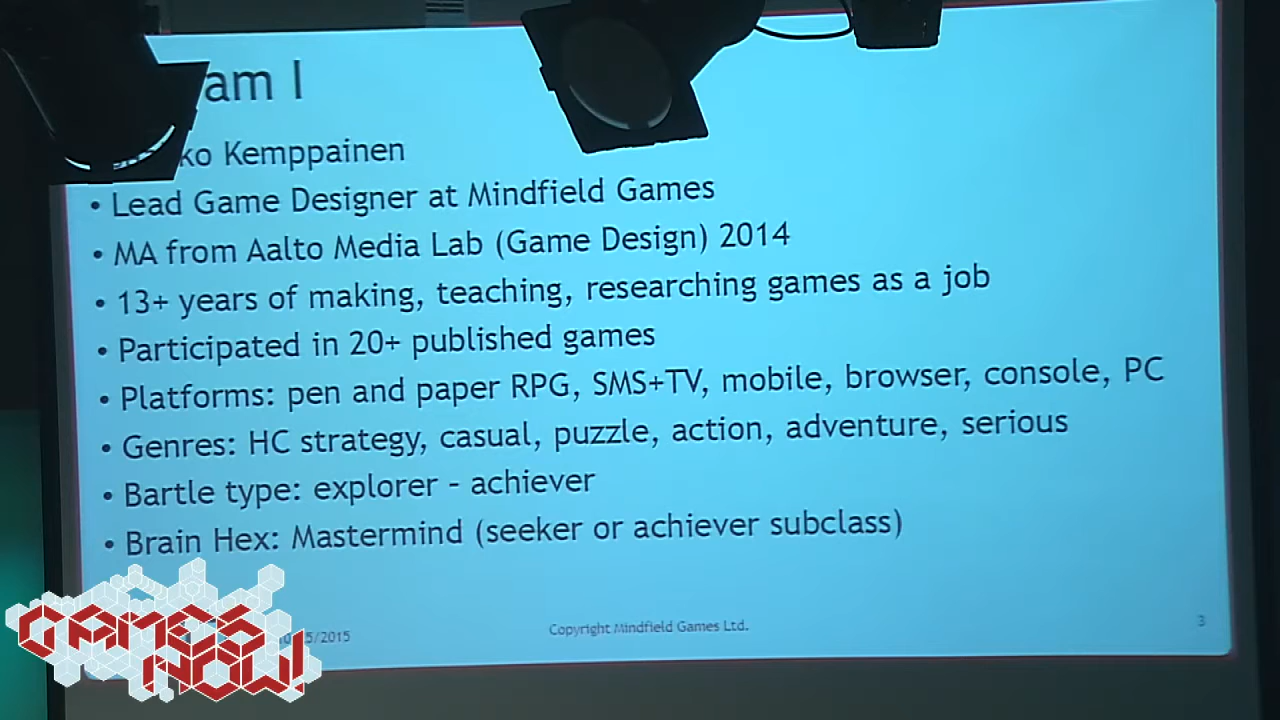 am I
Kemppainen
• Lead Game Designer at Mindfield Games
• MA from Aalto Media Lab (Game Design) 2014
• 13+ years of making, teaching, researching games as a job
• Participated in 20+ published games
• Platforms: pen and paper RPG, SMS+TV, mobile, browser, console, PC
• Genres: HC strategy, casual, puzzle, action, adventure, serious
• Bartle type: explorer - achiever
• Brain Hex: Mastermind (seeker or achiever subclass)
Copyright Mindfield Games Ltd.
3
GAMES
NOW!